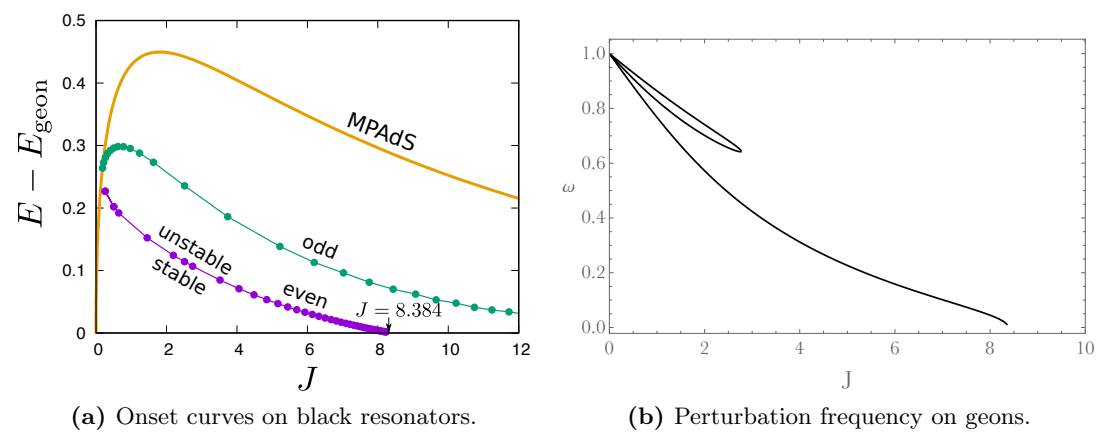 0.5
0.4
0.3
0.2
0.1
0
E − E_geon
MPAdS
odd
unstable
stable
even
J = 8.384
0 2 4 6 8 10 12
J
(a) Onset curves on black resonators.
1.0
0.8
0.6
0.4
0.2
0.0
ω
0 2 4 6 8 10
J
(b) Perturbation frequency on geons.